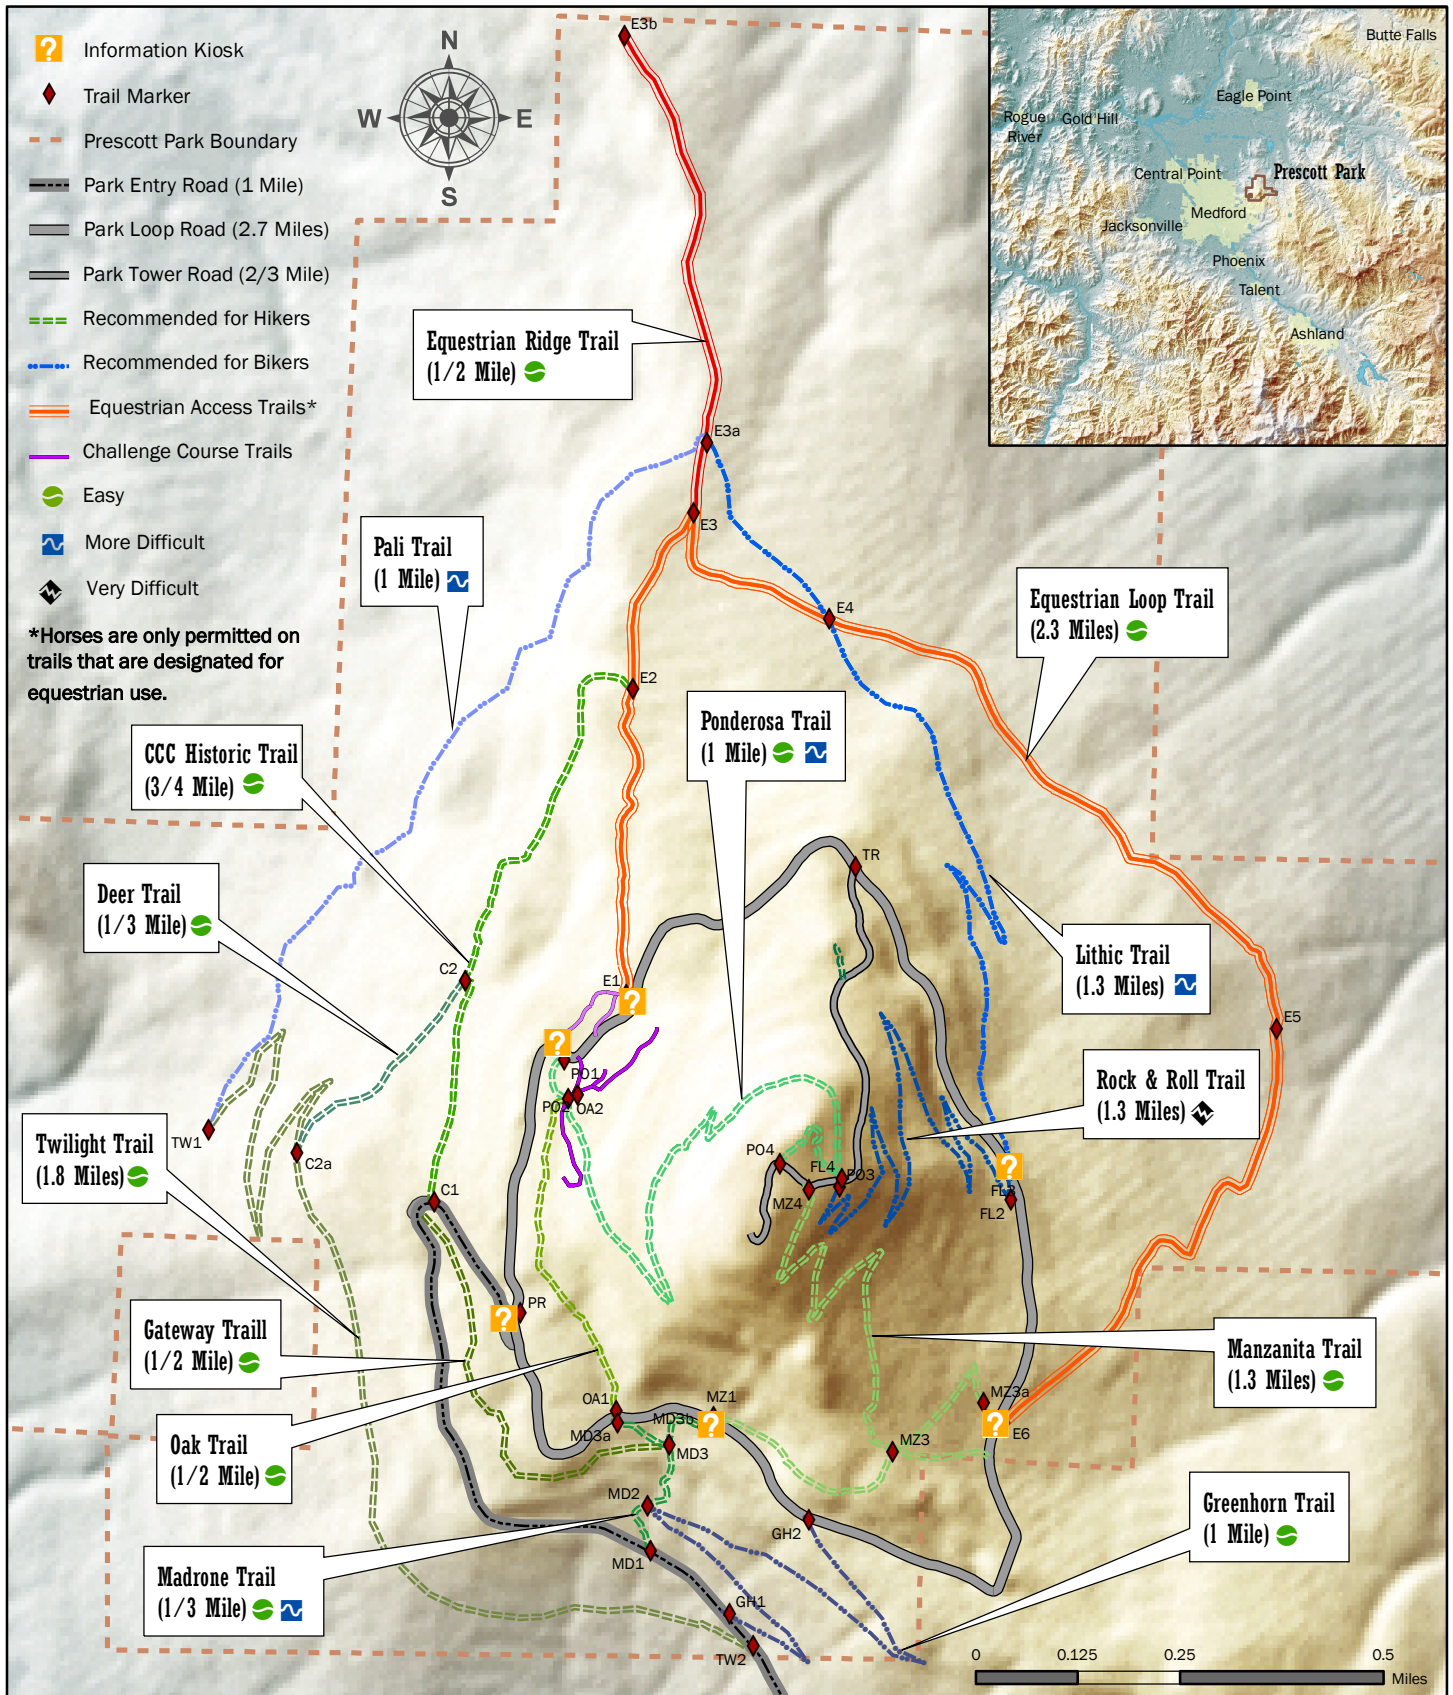 Information Kiosk
Trail Marker
Prescott Park Boundary
Park Entry Road (1 Mile)
Park Loop Road (2.7 Miles)
Park Tower Road (2/3 Mile)
Recommended for Hikers
Recommended for Bikers
Equestrian Access Trails*
Challenge Course Trails
Easy
More Difficult
Very Difficult
*Horses are only permitted on
trails that are designated for
equestrian use.
N
W
E
S
Butte Falls
Eagle Point
Rogue
River
Gold Hill
Central Point
Prescott Park
Medford
Jacksonville
Phoenix
Talent
Ashland
E3b
Equestrian Ridge Trail
(1/2 Mile)
E3a
E3
Pali Trail
(1 Mile)
E4
Equestrian Loop Trail
(2.3 Miles)
E2
Ponderosa Trail
(1 Mile)
CCC Historic Trail
(3/4 Mile)
TR
Deer Trail
(1/3 Mile)
Lithic Trail
(1.3 Miles)
C2
E1
E5
PO1
PO2
OA2
Rock & Roll Trail
(1.3 Miles)
Twilight Trail
(1.8 Miles)
TW1
C2a
PO4
FL4
PO3
MZ4
FL3
FL2
C1
PR
Gateway Traill
(1/2 Mile)
Manzanita Trail
(1.3 Miles)
OA1
MZ1
MZ3a
MD3b
MD3a
MD3
MZ3
E6
Oak Trail
(1/2 Mile)
MD2
GH2
Greenhorn Trail
(1 Mile)
MD1
Madrone Trail
(1/3 Mile)
GH1
TW2
0
0.125
0.25
0.5
Miles